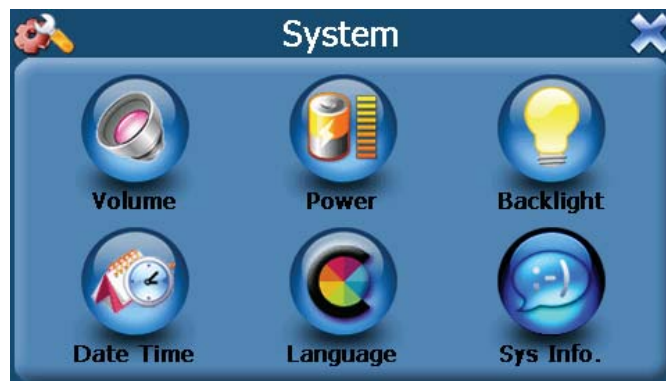 System
Volume
Power
Backlight
Date Time
Language
Sys Info.
:-)